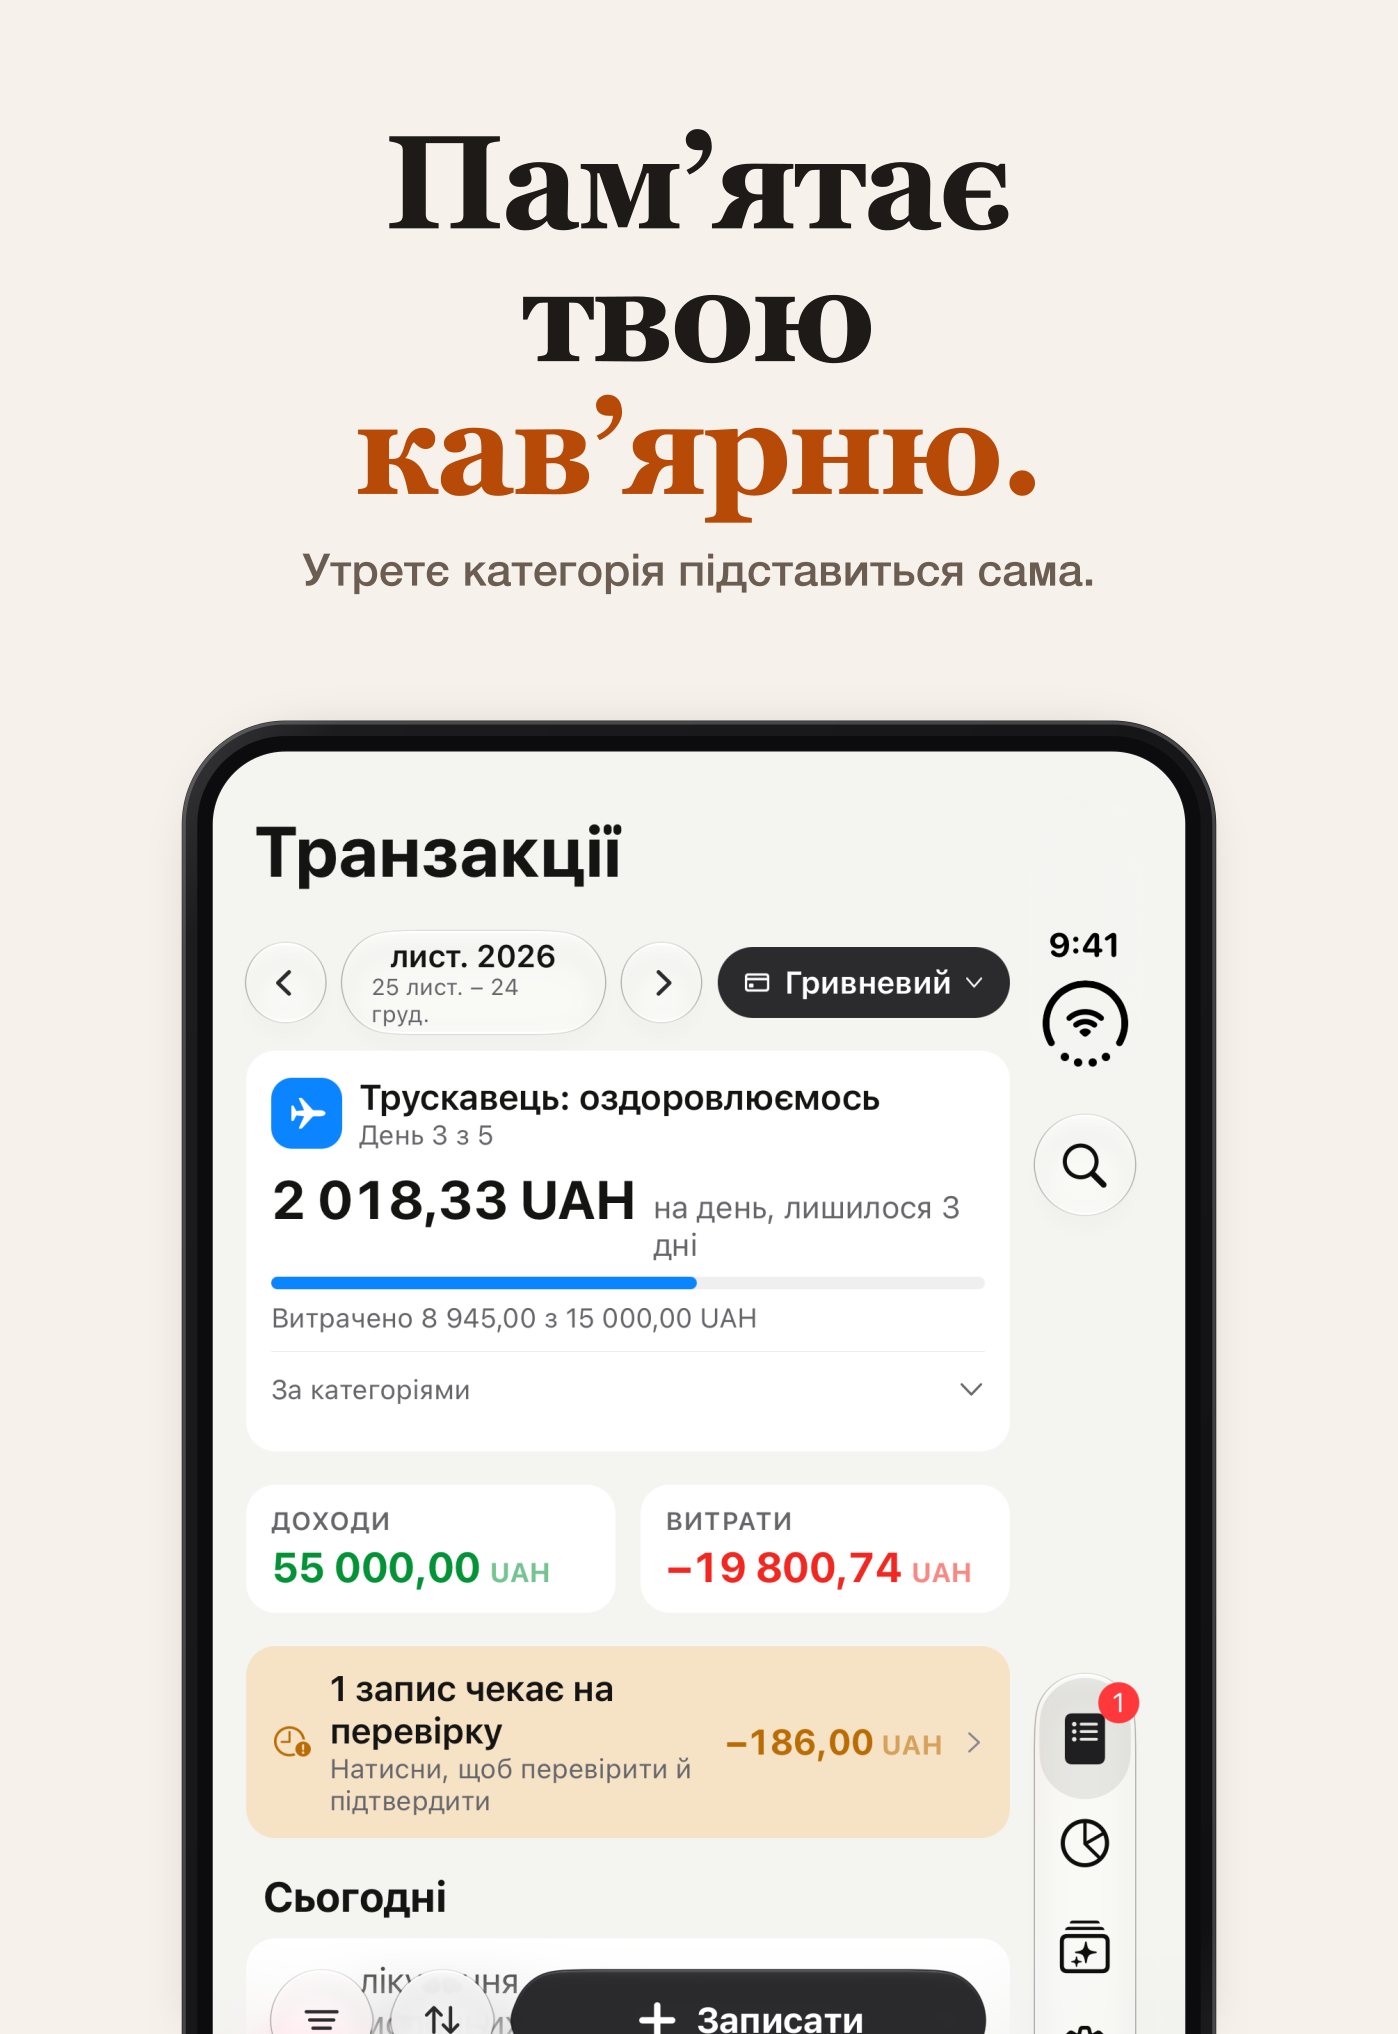 Пам’ятає
твою
кав’ярню.
Утретє категорія підставиться сама.
Транзакції
9:41
лист. 2026
25 лист. – 24
груд.
Гривневий
Трускавець: оздоровлюємось
День 3 з 5
2 018,33 UAH на день, лишилося 3
дні
Витрачено 8 945,00 з 15 000,00 UAH
За категоріями
ДОХОДИ
55 000,00 UAH
ВИТРАТИ
–19 800,74 UAH
1 запис чекає на
перевірку
Натисни, щоб перевірити й
підтвердити
–186,00 UAH
1
Сьогодні
Записати